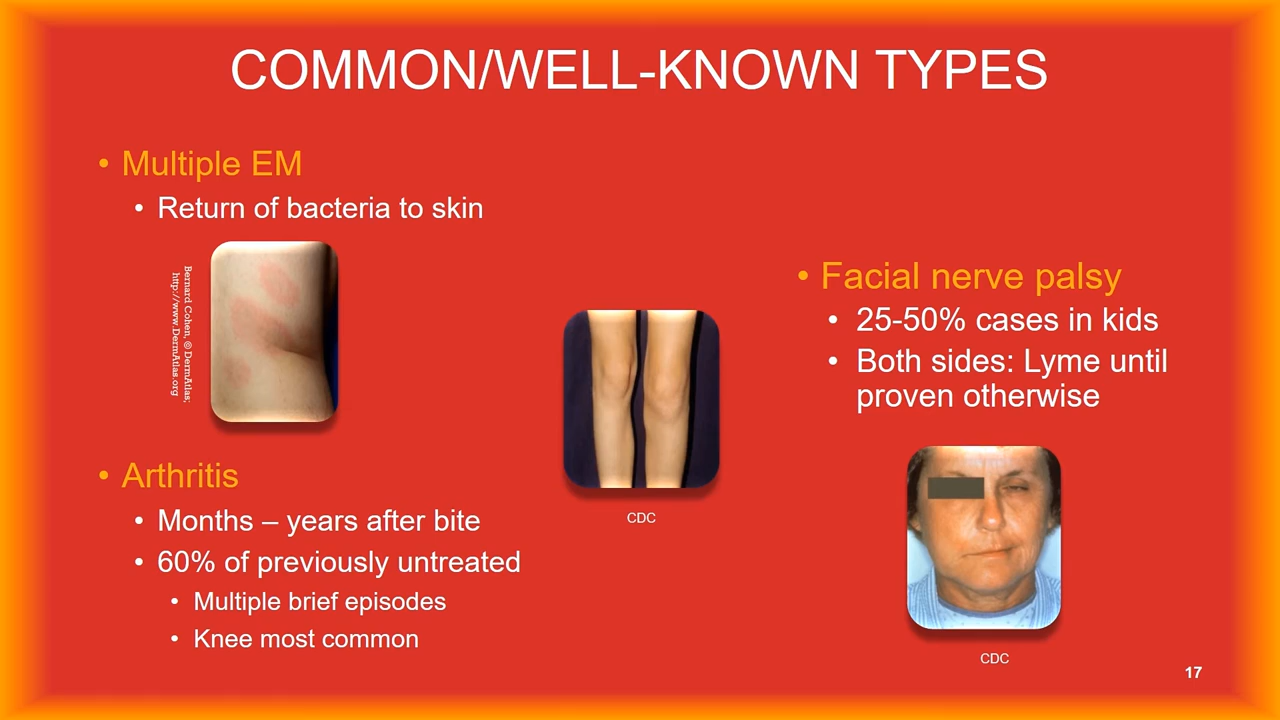 COMMON/WELL-KNOWN TYPES
• Multiple EM
• Return of bacteria to skin
Bernard Cohen, © DermAtlas;
http://www.DermAtlas.org
• Arthritis
• Months – years after bite
• 60% of previously untreated
• Multiple brief episodes
• Knee most common
CDC
• Facial nerve palsy
• 25-50% cases in kids
• Both sides: Lyme until
proven otherwise
CDC
17